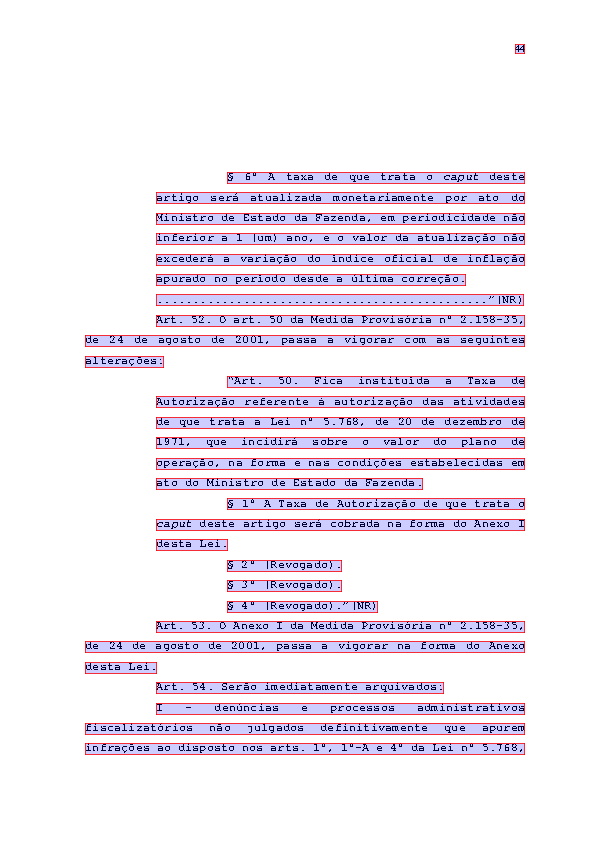 44
§ 6º A taxa de que trata o caput deste
artigo será atualizada monetariamente por ato do
Ministro de Estado da Fazenda, em periodicidade não
inferior a 1 (um) ano, e o valor da atualização não
excederá a variação do índice oficial de inflação
apurado no período desde a última correção.
..............................................”(NR)
Art. 52. O art. 50 da Medida Provisória nº 2.158-35,
de 24 de agosto de 2001, passa a vigorar com as seguintes
alterações:
“Art. 50. Fica instituída a Taxa de
Autorização referente à autorização das atividades
de que trata a Lei nº 5.768, de 20 de dezembro de
1971, que incidirá sobre o valor do plano de
operação, na forma e nas condições estabelecidas em
ato do Ministro de Estado da Fazenda.
§ 1º A Taxa de Autorização de que trata o
caput deste artigo será cobrada na forma do Anexo I
desta Lei.
§ 2º (Revogado).
§ 3º (Revogado).
§ 4º (Revogado).”(NR)
Art. 53. O Anexo I da Medida Provisória nº 2.158-35,
de 24 de agosto de 2001, passa a vigorar na forma do Anexo
desta Lei.
Art. 54. Serão imediatamente arquivados:
I - denúncias e processos administrativos
fiscalizatórios não julgados definitivamente que apurem
infrações ao disposto nos arts. 1º, 1º-A e 4º da Lei nº 5.768,